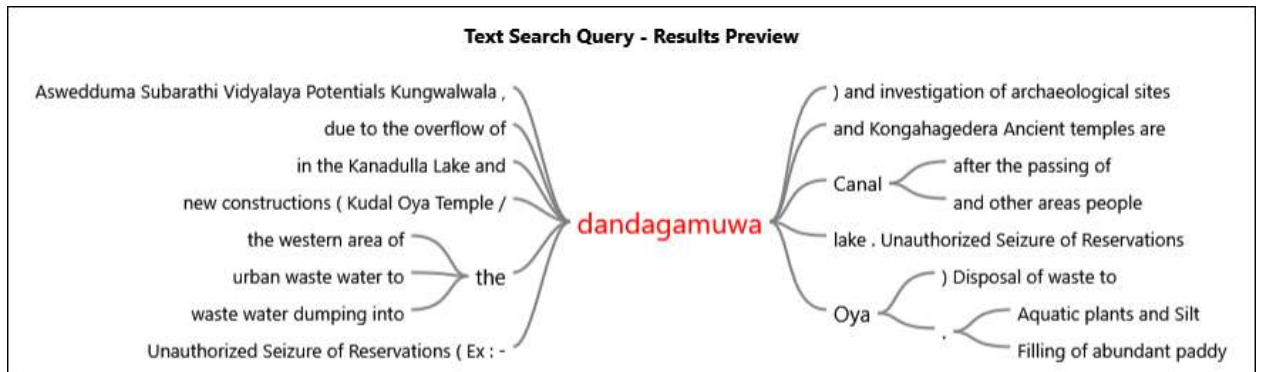 Text Search Query - Results Preview
Aswedduma Subarathi Vidyalaya Potentials Kungwalwala ,
due to the overflow of
in the Kanadulla Lake and
new constructions ( Kudal Oya Temple /
the western area of
urban waste water to
waste water dumping into
the
Unauthorized Seizure of Reservations ( Ex : -
dandagamuwa
) and investigation of archaeological sites
and Kongahagedera Ancient temples are
Canal
after the passing of
and other areas people
lake . Unauthorized Seizure of Reservations
Oya
) Disposal of waste to
.
Aquatic plants and Silt
Filling of abundant paddy